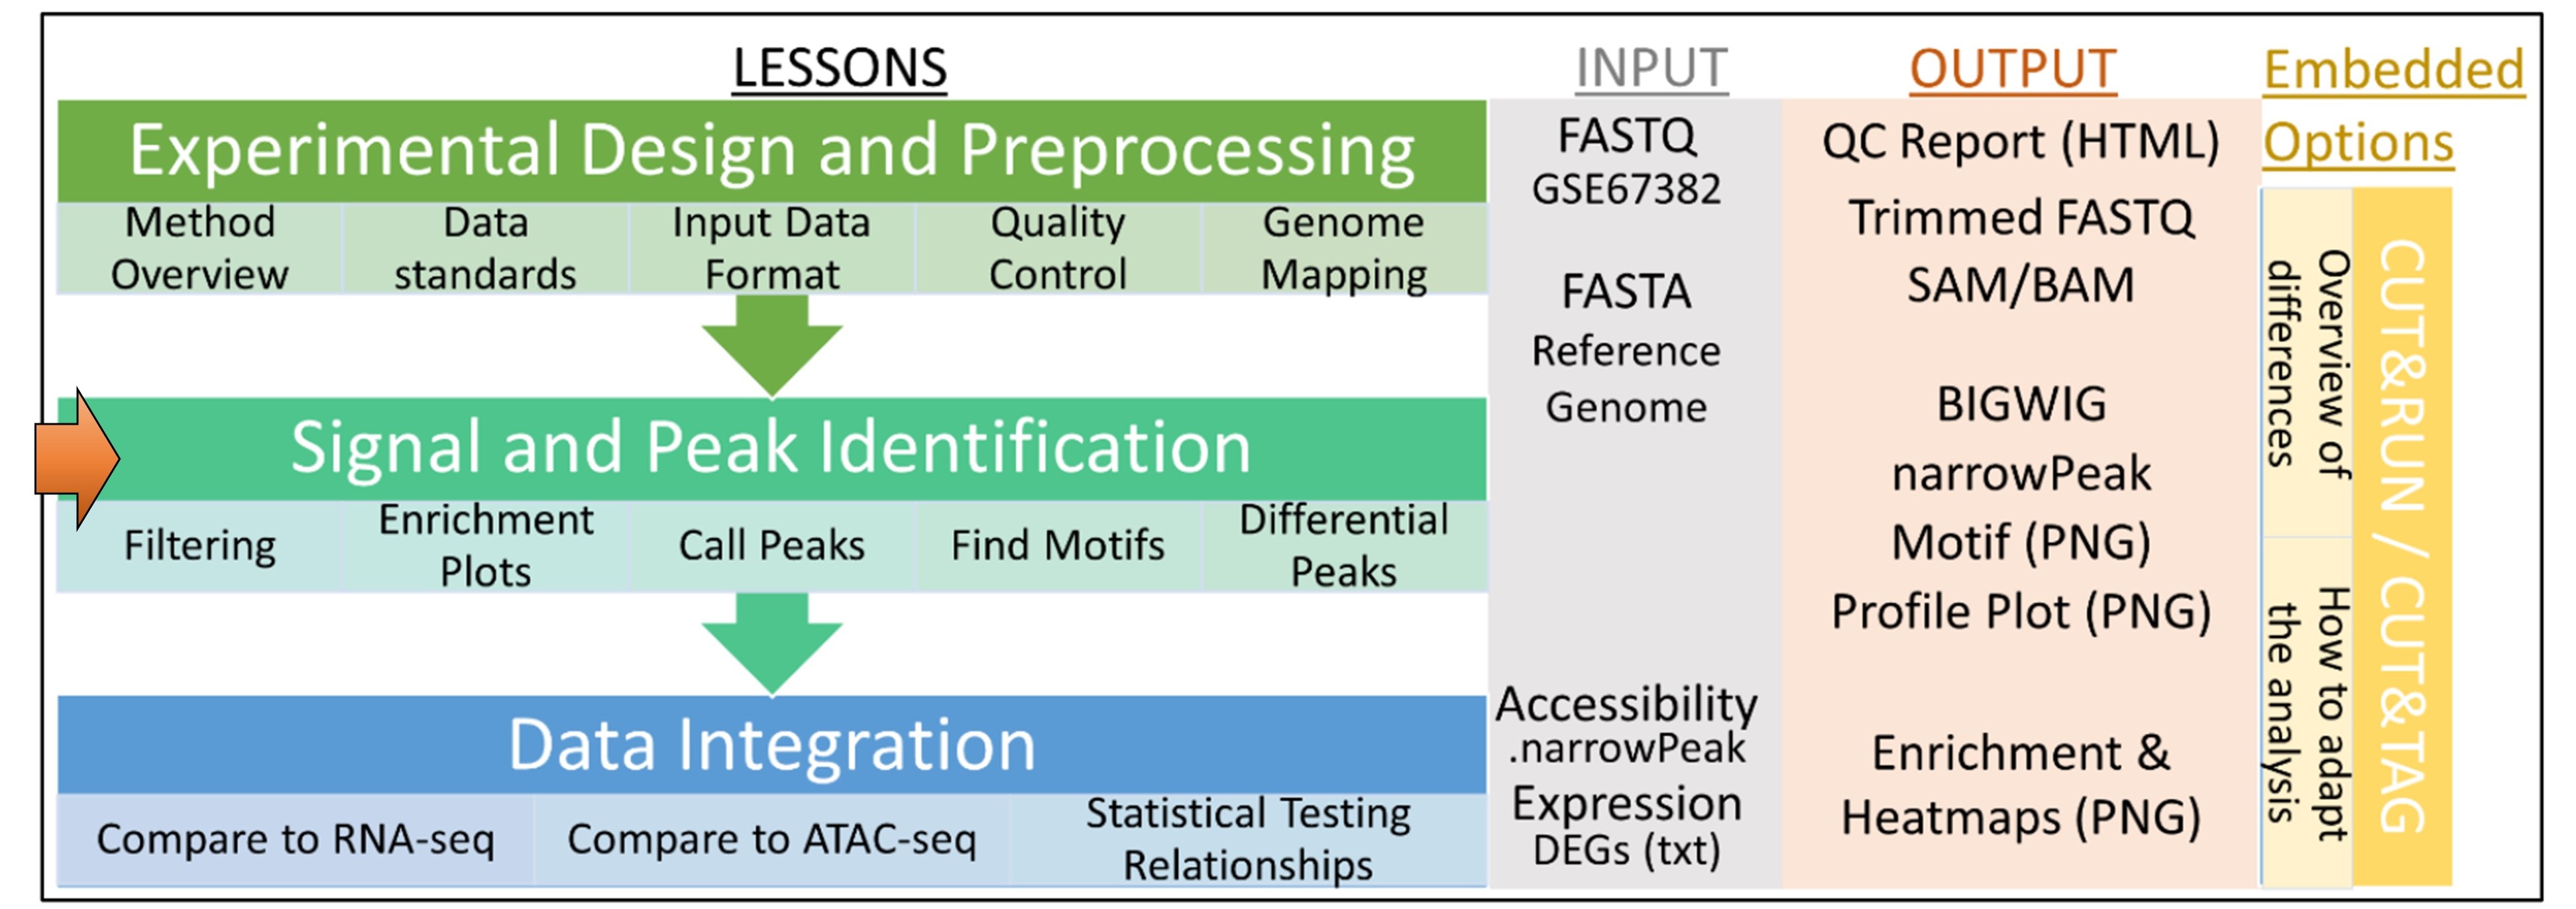 LESSONS
Experimental Design and Preprocessing
Method
Overview
Data
standards
Input Data
Format
Quality
Control
Genome
Mapping
Signal and Peak Identification
Filtering
Enrichment
Plots
Call Peaks
Find Motifs
Differential
Peaks
Data Integration
Compare to RNA-seq
Compare to ATAC-seq
Statistical Testing
Relationships
INPUT
FASTQ
GSE67382
FASTA
Reference
Genome
Accessibility
.narrowPeak
Expression
DEGs (txt)
OUTPUT
QC Report (HTML)
Trimmed FASTQ
SAM/BAM
BIGWIG
narrowPeak
Motif (PNG)
Profile Plot (PNG)
Enrichment &
Heatmaps (PNG)
Embedded
Options
CUT&RUN / CUT&TAG
Overview of
differences
How to adapt
the analysis